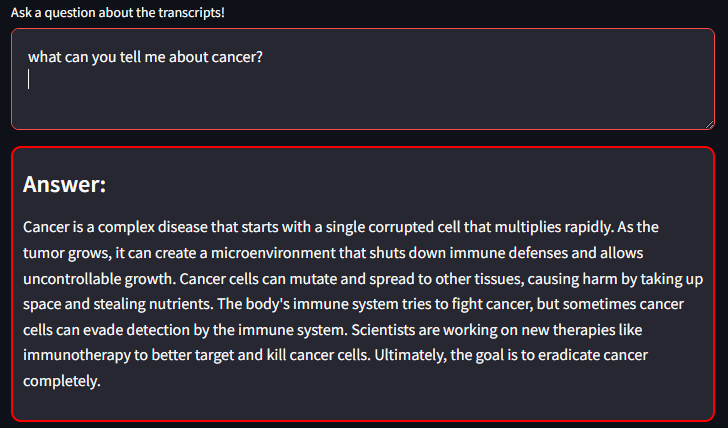 Ask a question about the transcripts!
what can you tell me about cancer?
Answer:
Cancer is a complex disease that starts with a single corrupted cell that multiplies rapidly. As the
tumor grows, it can create a microenvironment that shuts down immune defenses and allows
uncontrollable growth. Cancer cells can mutate and spread to other tissues, causing harm by taking up
space and stealing nutrients. The body's immune system tries to fight cancer, but sometimes cancer
cells can evade detection by the immune system. Scientists are working on new therapies like
immunotherapy to better target and kill cancer cells. Ultimately, the goal is to eradicate cancer
completely.